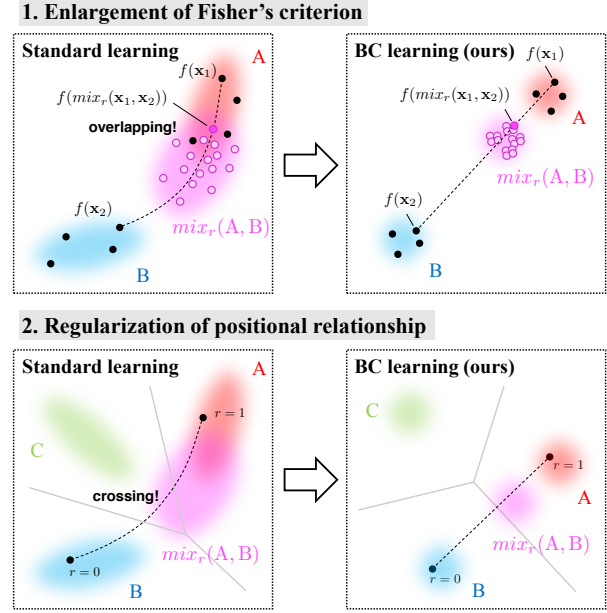 1. Enlargement of Fisher's criterion
Standard learning
A
f(x₁)
f(mixᵣ(x₁, x₂))
overlapping!
f(x₂)
mixᵣ(A, B)
B
BC learning (ours)
f(x₁)
f(mixᵣ(x₁, x₂))
A
mixᵣ(A, B)
f(x₂)
B
2. Regularization of positional relationship
Standard learning
A
r = 1
C
crossing!
mixᵣ(A, B)
r = 0
B
BC learning (ours)
C
r = 1
A
mixᵣ(A, B)
r = 0
B